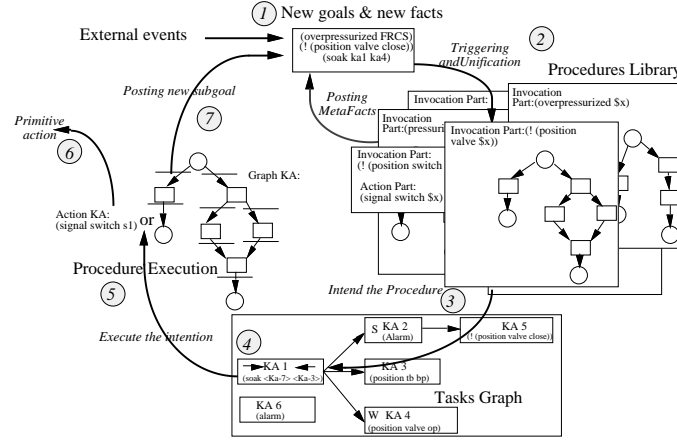 1 New goals & new facts
External events
(overpressurized FRCS)
(! (position valve close))
(soak ka1 ka4)
2
Triggering
andUnification
Procedures Library
Posting new subgoal
Posting
MetaFacts
Invocation Part:
Invocation
Part:(overpressurized $x)
Invocation
Part:(pressuri
Invocation Part:(! (position
valve $x))
Primitive
action
6
7
Invocation Part:
(! (position switch
Action Part:
(signal switch $x)
Graph KA:
Action KA:
(signal switch s1)
or
Procedure Execution
5
Intend the Procedure
3
Execute the intention
4
S KA 2
(Alarm)
KA 5
(! (position valve close))
KA 1
(soak <Ka-7> <Ka-3>)
KA 3
(position tb bp)
Tasks Graph
KA 6
(alarm)
W KA 4
(position valve op)